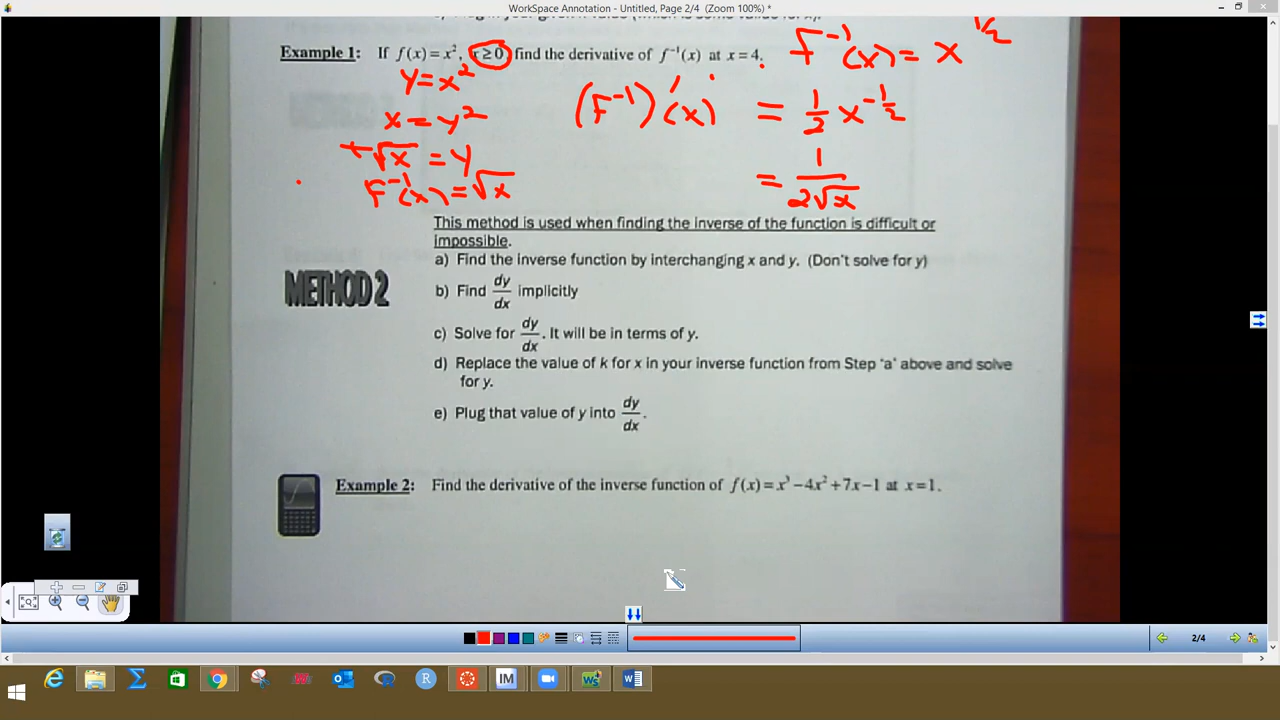 WorkSpace Annotation - Untitled, Page 2/4 (Zoom 100%) *
Example 1: If f(x) = x², x ≥ 0, find the derivative of f⁻¹(x) at x = 4.
y = x²
x = y²
+√x = y
F⁻¹(x) = √x
F⁻¹(x) = x^1/2
(F⁻¹)'(x) = 1/2 x^-1/2
= 1/(2√x)
METHOD 2
This method is used when finding the inverse of the function is difficult or
impossible.
a) Find the inverse function by interchanging x and y. (Don't solve for y)
b) Find dy/dx implicitly
c) Solve for dy/dx. It will be in terms of y.
d) Replace the value of k for x in your inverse function from Step 'a' above and solve
for y.
e) Plug that value of y into dy/dx.
Example 2: Find the derivative of the inverse function of f(x) = x³ − 4x² + 7x − 1 at x = 1.
2/4
IM